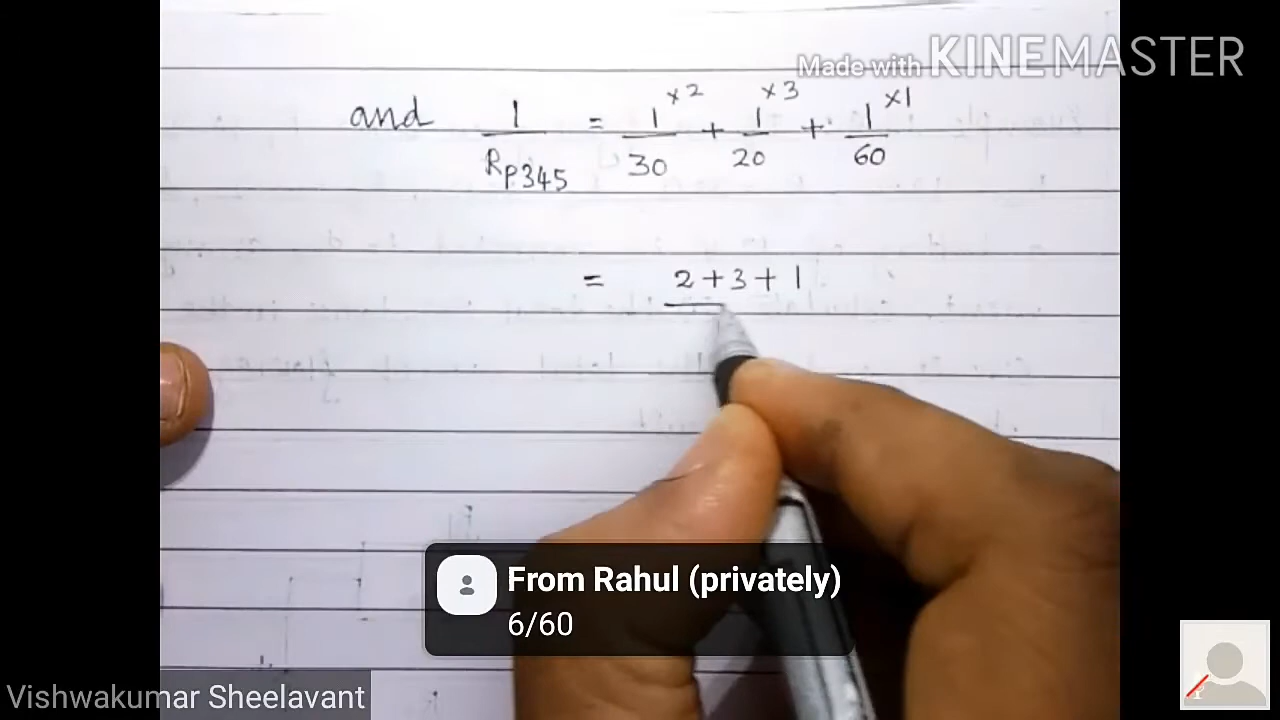 Made with KINEMASTER
and 1/R_P345 = 1/30 ×2 + 1/20 ×3 + 1/60 ×1
= 2+3+1
From Rahul (privately)
6/60
Vishwakumar Sheelavant